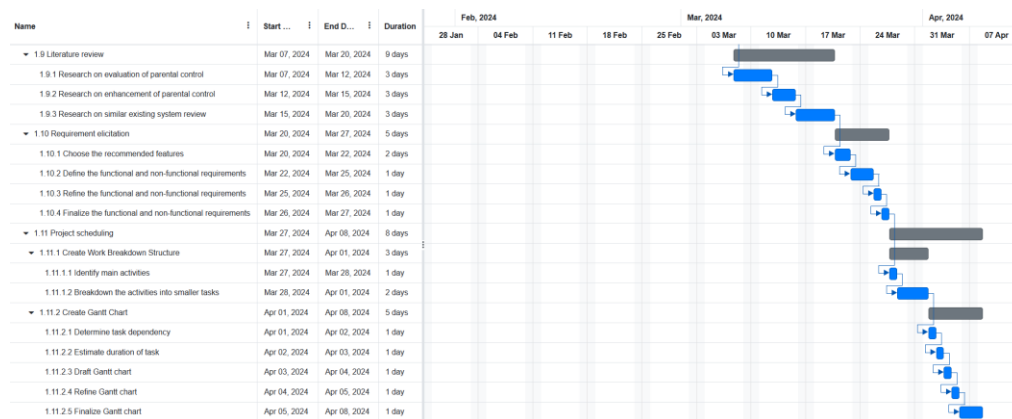 Feb, 2024 Mar, 2024 Apr, 2024
Name Start ... End D... Duration 28 Jan 04 Feb 11 Feb 18 Feb 25 Feb 03 Mar 10 Mar 17 Mar 24 Mar 31 Mar 07 Apr
1.9 Literature review Mar 07, 2024 Mar 20, 2024 9 days
1.9.1 Research on evaluation of parental control Mar 07, 2024 Mar 12, 2024 3 days
1.9.2 Research on enhancement of parental control Mar 12, 2024 Mar 15, 2024 3 days
1.9.3 Research on similar existing system review Mar 15, 2024 Mar 20, 2024 3 days
1.10 Requirement elicitation Mar 20, 2024 Mar 27, 2024 5 days
1.10.1 Choose the recommended features Mar 20, 2024 Mar 22, 2024 2 days
1.10.2 Define the functional and non-functional requirements Mar 22, 2024 Mar 25, 2024 1 day
1.10.3 Refine the functional and non-functional requirements Mar 25, 2024 Mar 26, 2024 1 day
1.10.4 Finalize the functional and non-functional requirements Mar 26, 2024 Mar 27, 2024 1 day
1.11 Project scheduling Mar 27, 2024 Apr 08, 2024 8 days
1.11.1 Create Work Breakdown Structure Mar 27, 2024 Apr 01, 2024 3 days
1.11.1.1 Identify main activities Mar 27, 2024 Mar 28, 2024 1 day
1.11.1.2 Breakdown the activities into smaller tasks Mar 28, 2024 Apr 01, 2024 2 days
1.11.2 Create Gantt Chart Apr 01, 2024 Apr 08, 2024 5 days
1.11.2.1 Determine task dependency Apr 01, 2024 Apr 02, 2024 1 day
1.11.2.2 Estimate duration of task Apr 02, 2024 Apr 03, 2024 1 day
1.11.2.3 Draft Gantt chart Apr 03, 2024 Apr 04, 2024 1 day
1.11.2.4 Refine Gantt chart Apr 04, 2024 Apr 05, 2024 1 day
1.11.2.5 Finalize Gantt chart Apr 05, 2024 Apr 08, 2024 1 day